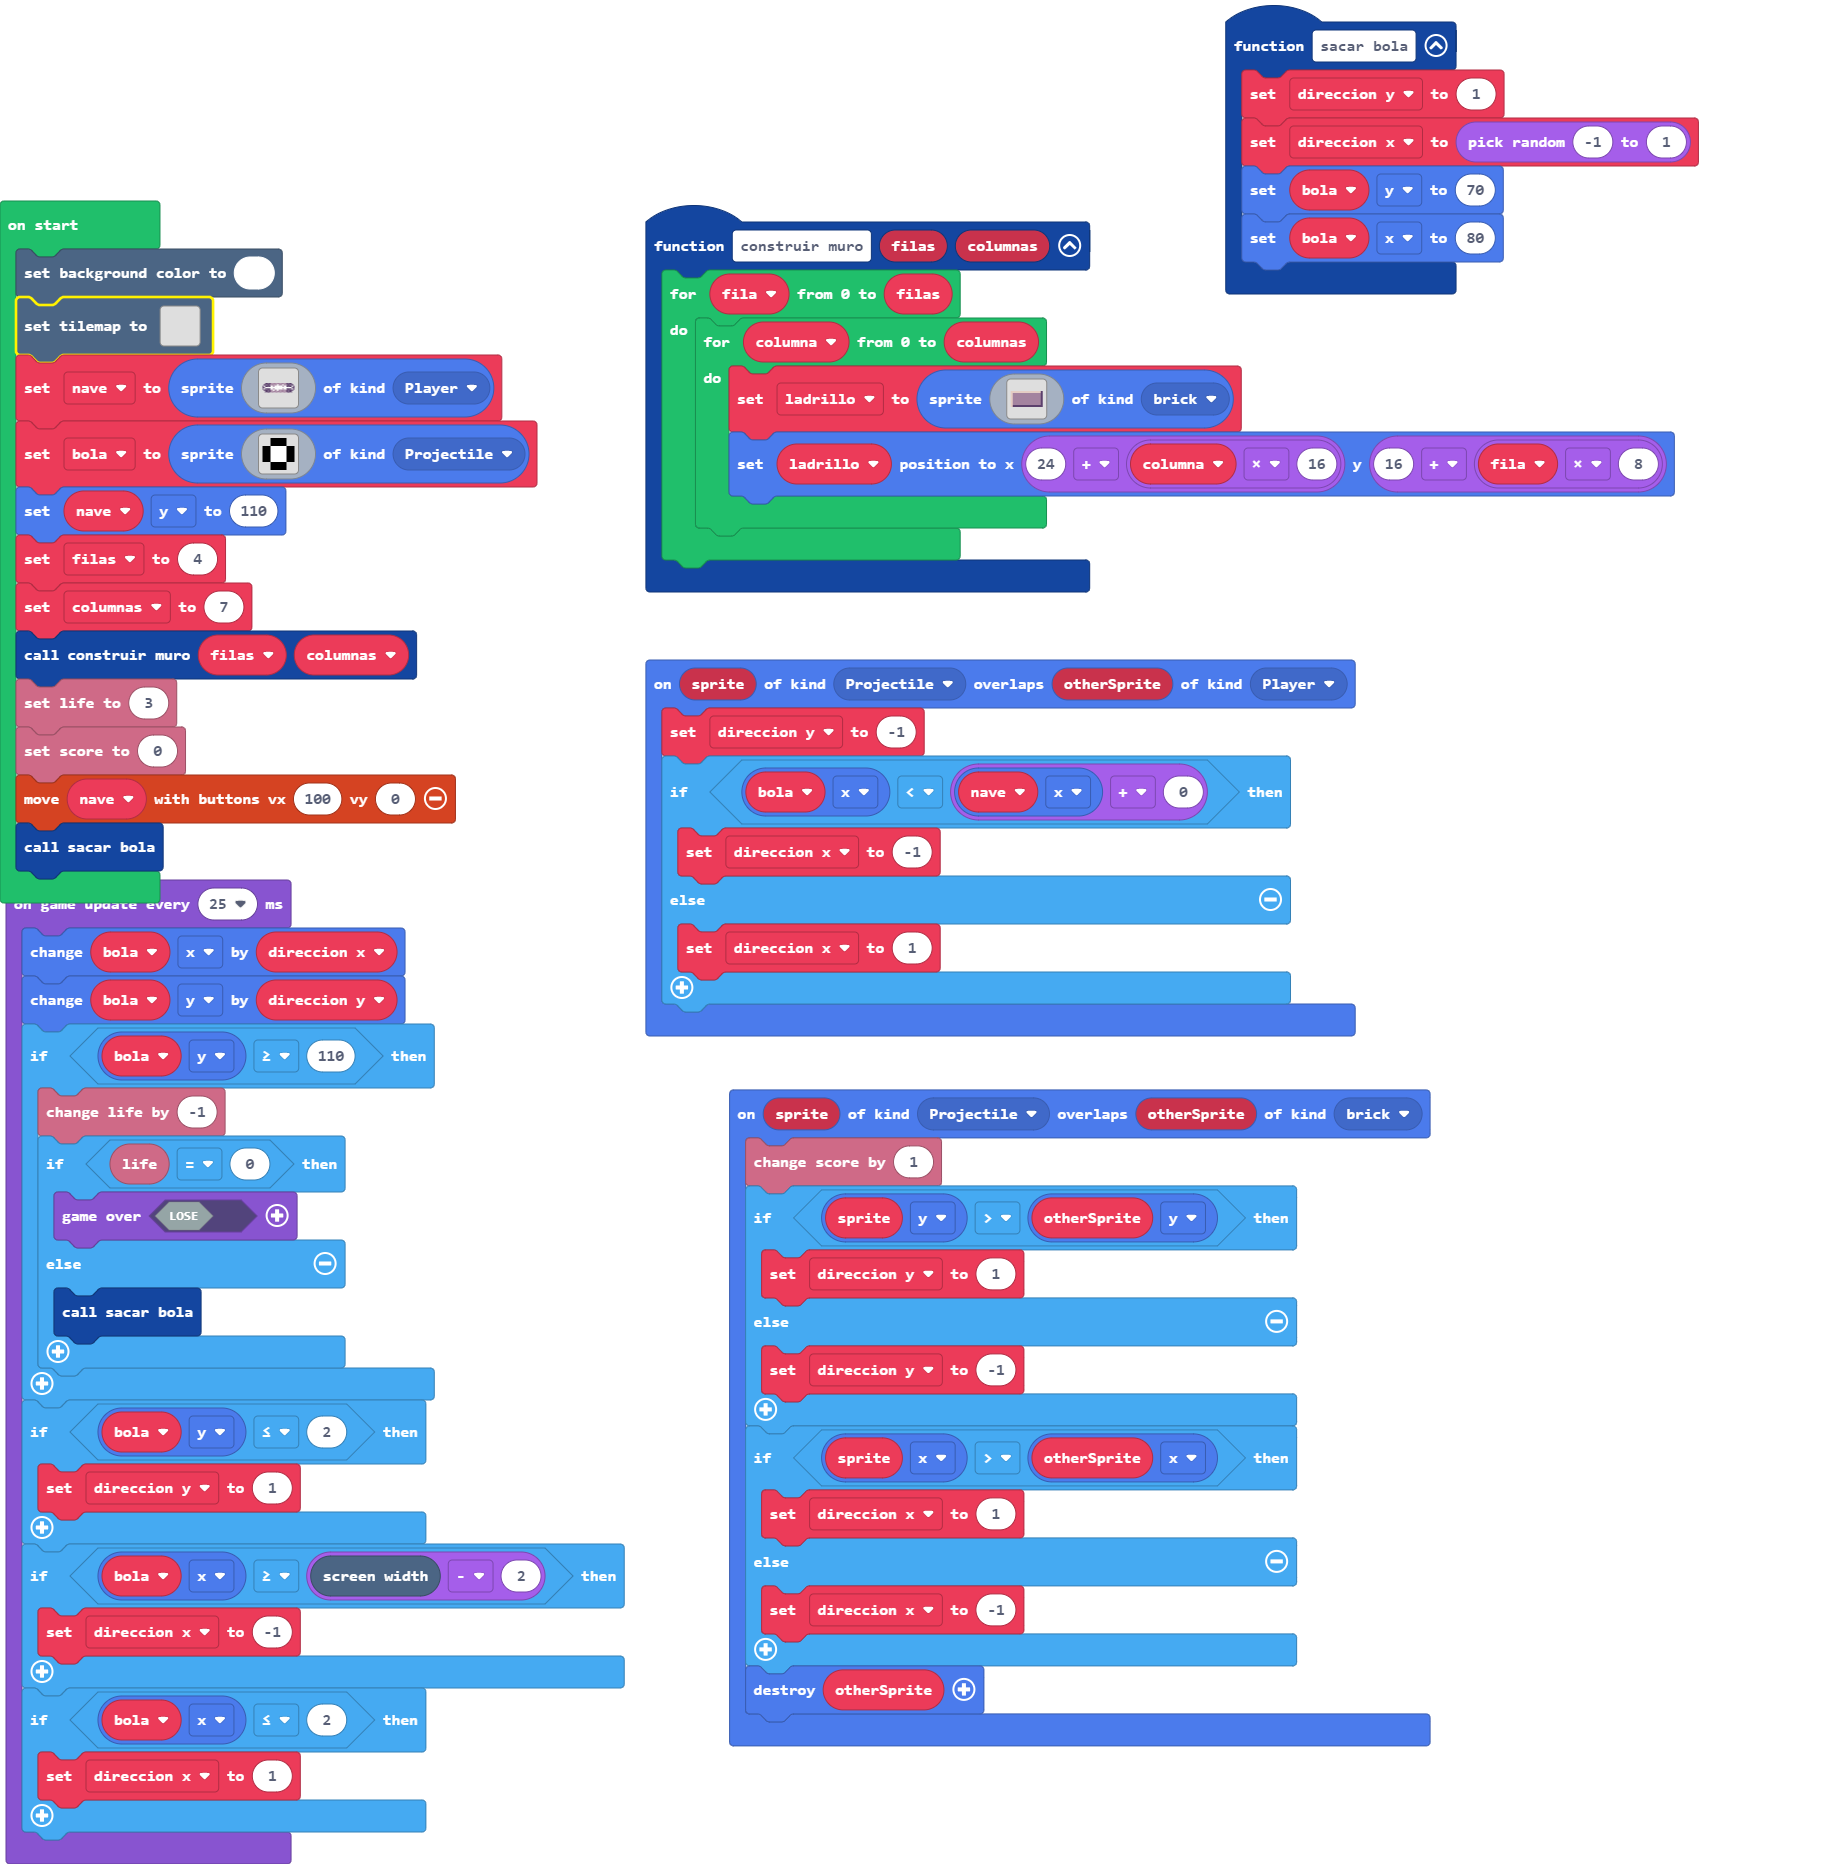 on start
set background color to
set tilemap to
set nave to sprite of kind Player
set bola to sprite of kind Projectile
set nave y to 110
set filas to 4
set columnas to 7
call construir muro filas columnas
set life to 3
set score to 0
move nave with buttons vx 100 vy 0
call sacar bola
on game update every 25 ms
change bola x by direccion x
change bola y by direccion y
if bola y ≥ 110 then
change life by -1
if life = 0 then
game over LOSE
else
call sacar bola
if bola y ≤ 2 then
set direccion y to 1
if bola x ≥ screen width - 2 then
set direccion x to -1
if bola x ≤ 2 then
set direccion x to 1
function construir muro filas columnas
for fila from 0 to filas
do
for columna from 0 to columnas
do
set ladrillo to sprite of kind brick
set ladrillo position to x 24 + columna × 16 y 16 + fila × 8
function sacar bola
set direccion y to 1
set direccion x to pick random -1 to 1
set bola y to 70
set bola x to 80
on sprite of kind Projectile overlaps otherSprite of kind Player
set direccion y to -1
if bola x < nave x + 0 then
set direccion x to -1
else
set direccion x to 1
on sprite of kind Projectile overlaps otherSprite of kind brick
change score by 1
if sprite y > otherSprite y then
set direccion y to 1
else
set direccion y to -1
if sprite x > otherSprite x then
set direccion x to 1
else
set direccion x to -1
destroy otherSprite